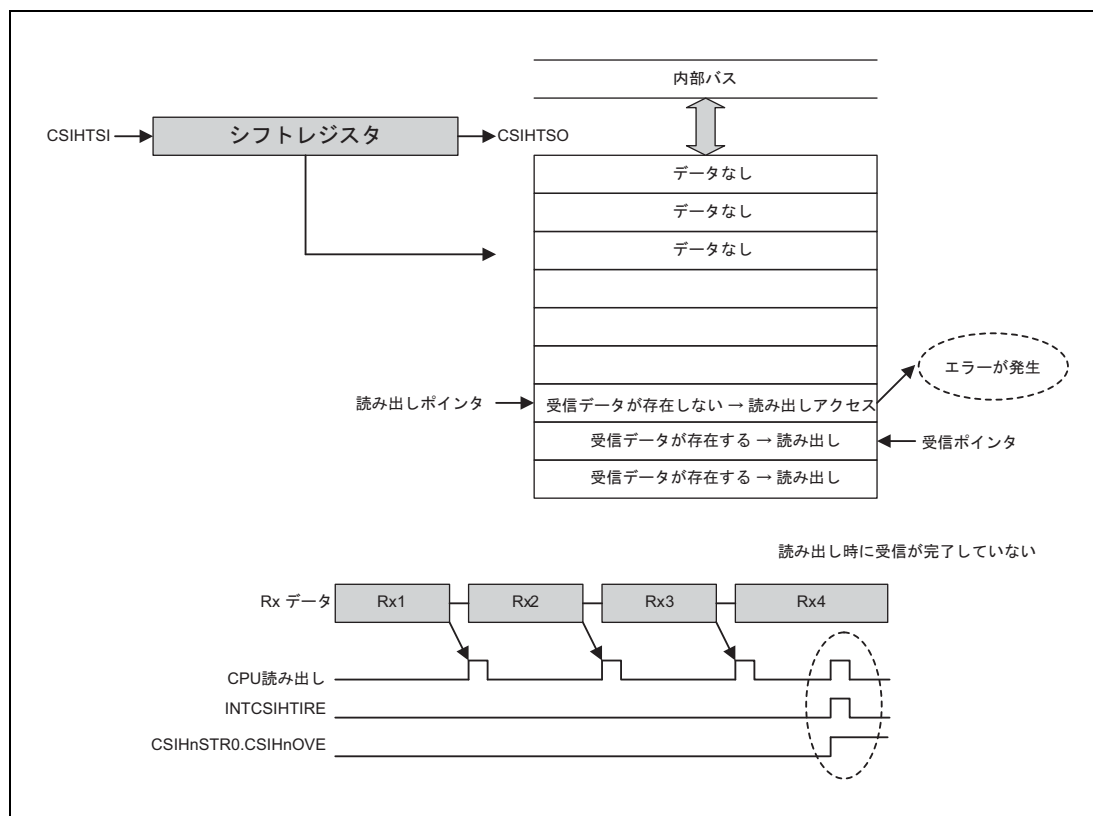 内部バス
CSIHTSI
シフトレジスタ
CSIHTSO
データなし
データなし
データなし
エラーが発生
読み出しポインタ
受信データが存在しない → 読み出しアクセス
受信データが存在する → 読み出し
受信ポインタ
受信データが存在する → 読み出し
読み出し時に受信が完了していない
Rx データ
Rx1
Rx2
Rx3
Rx4
CPU読み出し
INTCSIHTIRE
CSIHnSTR0.CSIHnOVE